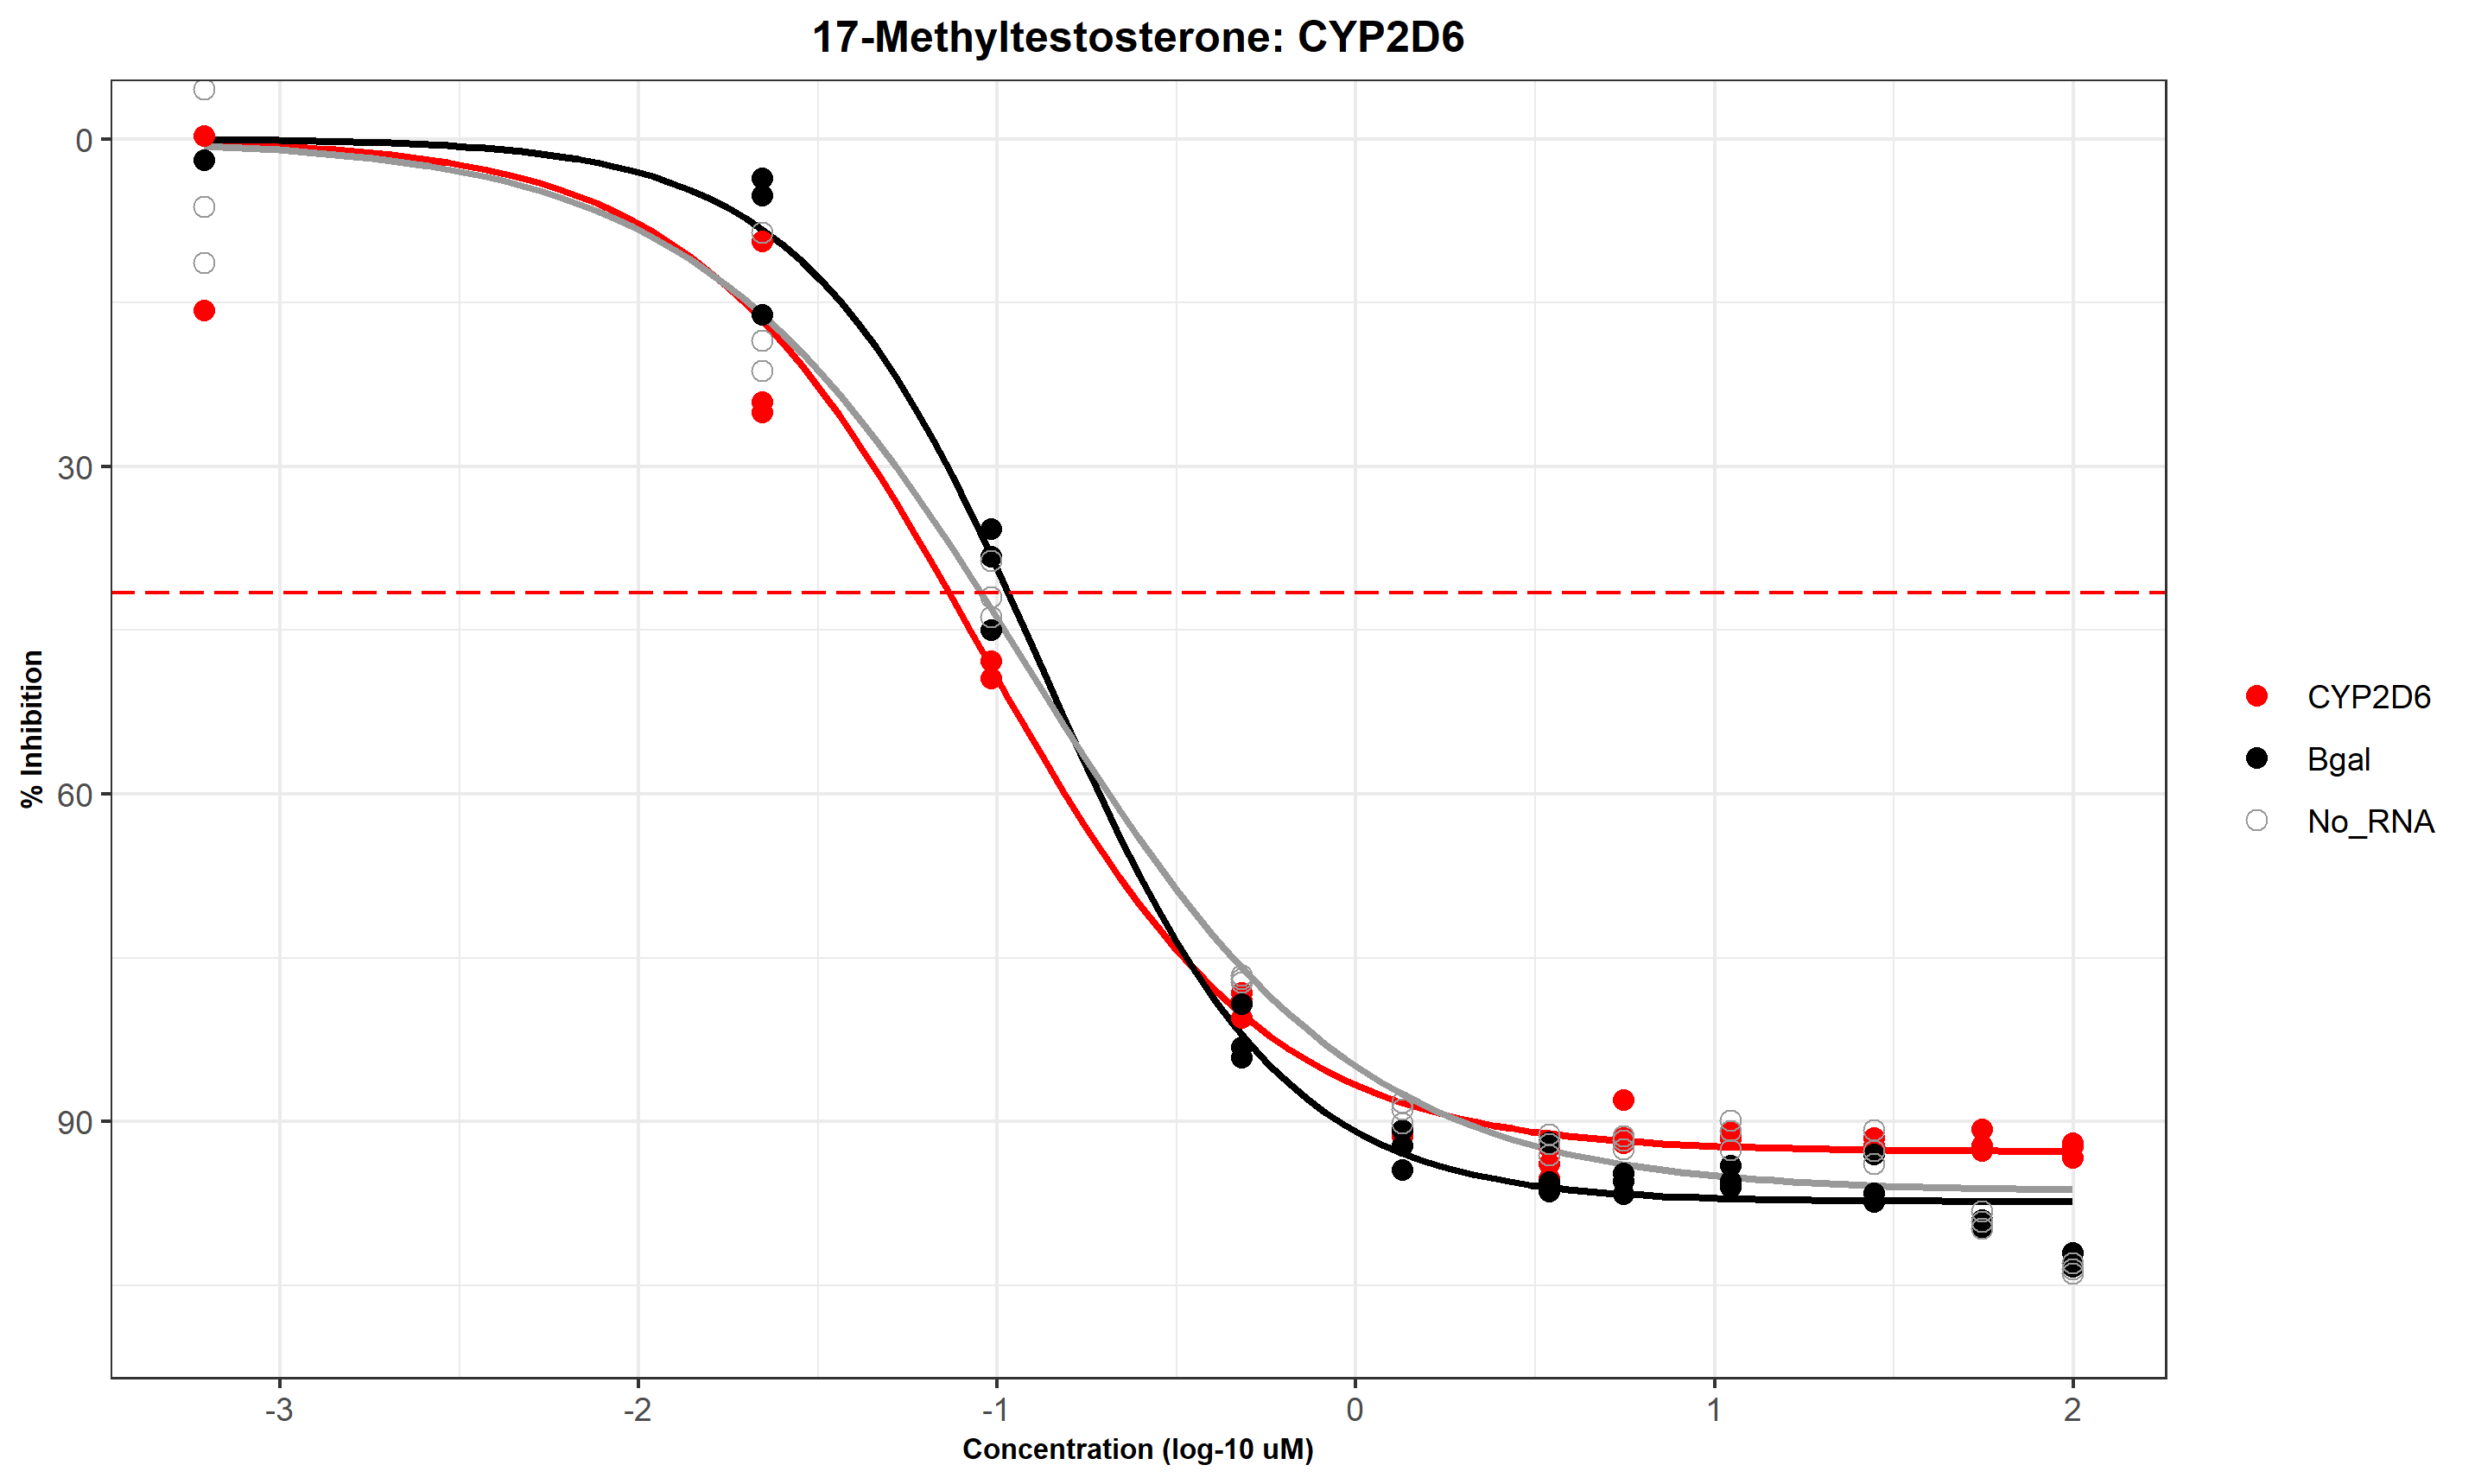 17-Methyltestosterone: CYP2D6
% Inhibition
0
30
60
90
-3
-2
-1
0
1
2
Concentration (log-10 uM)
CYP2D6
Bgal
No_RNA